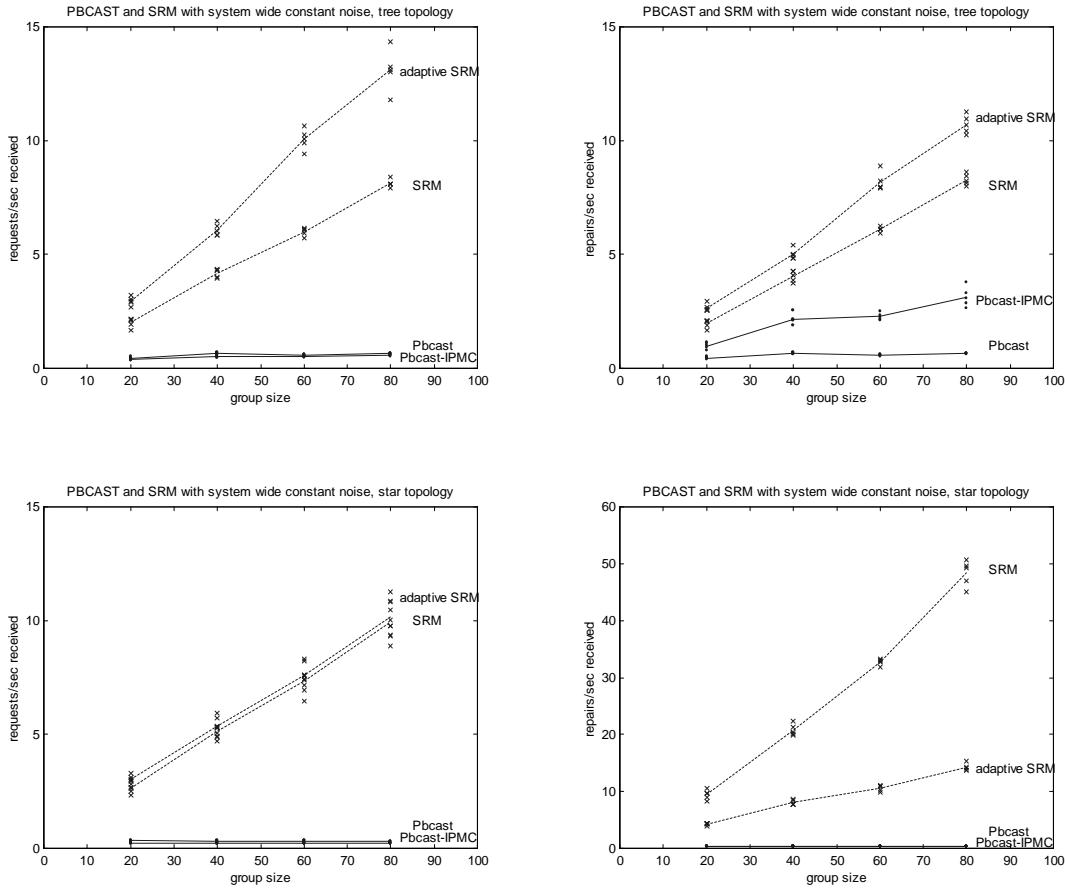 PBCAST and SRM with system wide constant noise, tree topology
15
10
5
0
requests/sec received
adaptive SRM
SRM
Pbcast
Pbcast-IPMC
0 10 20 30 40 50 60 70 80 90 100
group size
PBCAST and SRM with system wide constant noise, tree topology
15
10
5
0
repairs/sec received
adaptive SRM
SRM
Pbcast-IPMC
Pbcast
0 10 20 30 40 50 60 70 80 90 100
group size
PBCAST and SRM with system wide constant noise, star topology
15
10
5
0
requests/sec received
adaptive SRM
SRM
Pbcast
Pbcast-IPMC
0 10 20 30 40 50 60 70 80 90 100
group size
PBCAST and SRM with system wide constant noise, star topology
60
50
40
30
20
10
0
repairs/sec received
SRM
adaptive SRM
Pbcast
Pbcast-IPMC
0 10 20 30 40 50 60 70 80 90 100
group size